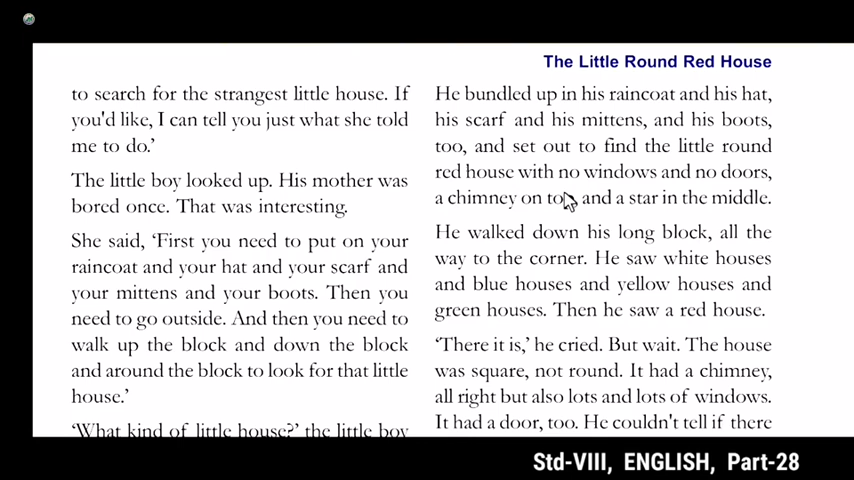 The Little Round Red House
to search for the strangest little house. If
you'd like, I can tell you just what she told
me to do.’
The little boy looked up. His mother was
bored once. That was interesting.
She said, ‘First you need to put on your
raincoat and your hat and your scarf and
your mittens and your boots. Then you
need to go outside. And then you need to
walk up the block and down the block
and around the block to look for that little
house.’
‘What kind of little house?’ the little boy
He bundled up in his raincoat and his hat,
his scarf and his mittens, and his boots,
too, and set out to find the little round
red house with no windows and no doors,
a chimney on top and a star in the middle.
He walked down his long block, all the
way to the corner. He saw white houses
and blue houses and yellow houses and
green houses. Then he saw a red house.
‘There it is,’ he cried. But wait. The house
was square, not round. It had a chimney,
all right but also lots and lots of windows.
It had a door, too. He couldn't tell if there
Std-VIII, ENGLISH, Part-28